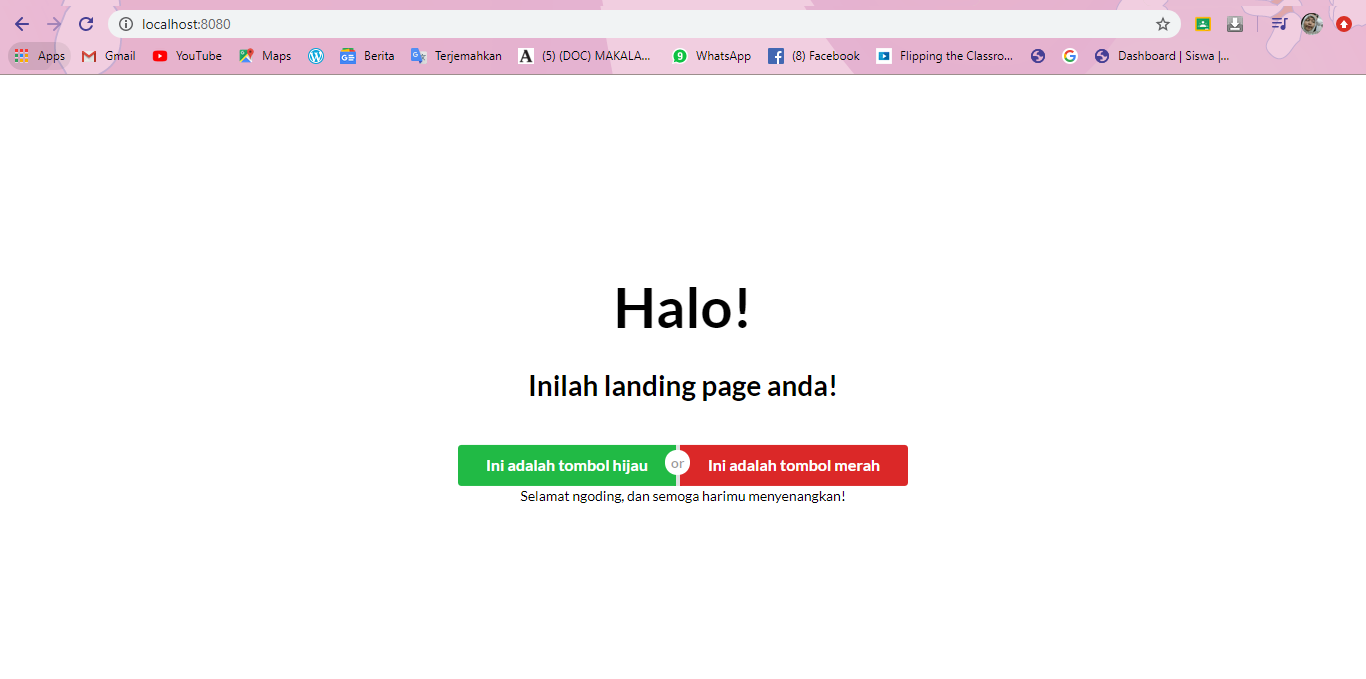 localhost:8080
Apps Gmail YouTube Maps Berita Terjemahkan (5) (DOC) MAKALA... WhatsApp (8) Facebook Flipping the Classro... Dashboard | Siswa |...
Halo!
Inilah landing page anda!
Ini adalah tombol hijau or Ini adalah tombol merah
Selamat ngoding, dan semoga harimu menyenangkan!